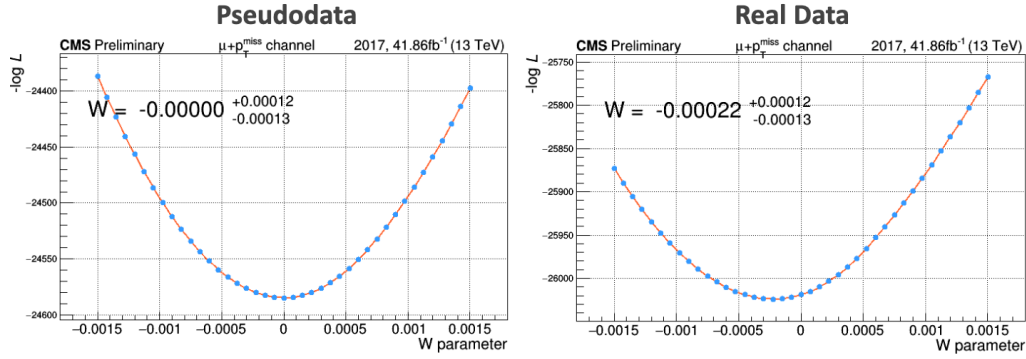 Pseudodata
CMS Preliminary μ+p_T^miss channel 2017, 41.86fb⁻¹ (13 TeV)
-log L
W = -0.00000 +0.00012 -0.00013
−24400
−24450
−24500
−24550
−24600
−0.0015 −0.001 −0.0005 0 0.0005 0.001 0.0015
W parameter
Real Data
CMS Preliminary μ+p_T^miss channel 2017, 41.86fb⁻¹ (13 TeV)
-log L
−25750
W = -0.00022 +0.00012 -0.00013
−25800
−25850
−25900
−25950
−26000
−0.0015 −0.001 −0.0005 0 0.0005 0.001 0.0015
W parameter